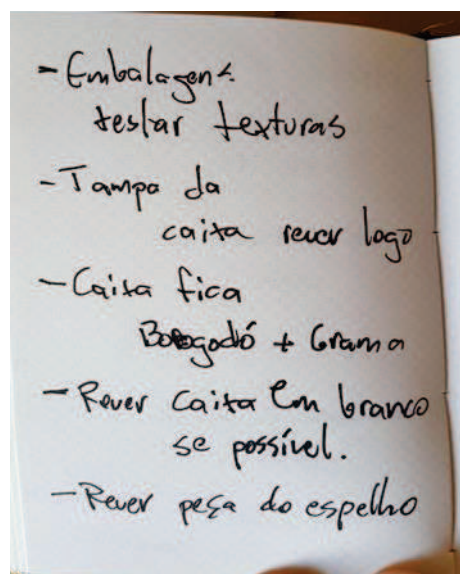 - Embalagens
testar texturas
- Tampa da
caixa rever logo
- Caixa fica
Borogodó + Grama
- Rever caixa em branco
se possível.
- Rever peça do espelho